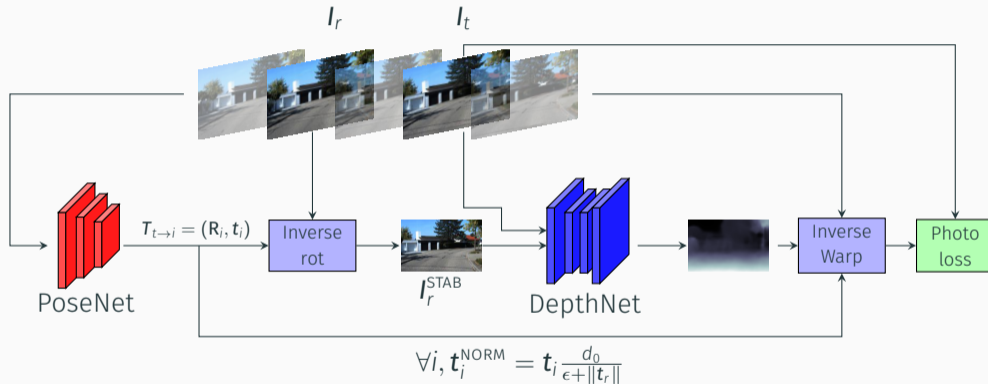 I_r I_t
T_{t→i} = (R_i, t_i)
Inverse
rot
Inverse
Warp
Photo
loss
PoseNet
I_r^{STAB}
DepthNet
∀i, t_i^{NORM} = t_i \frac{d_0}{ϵ+||t_r||}